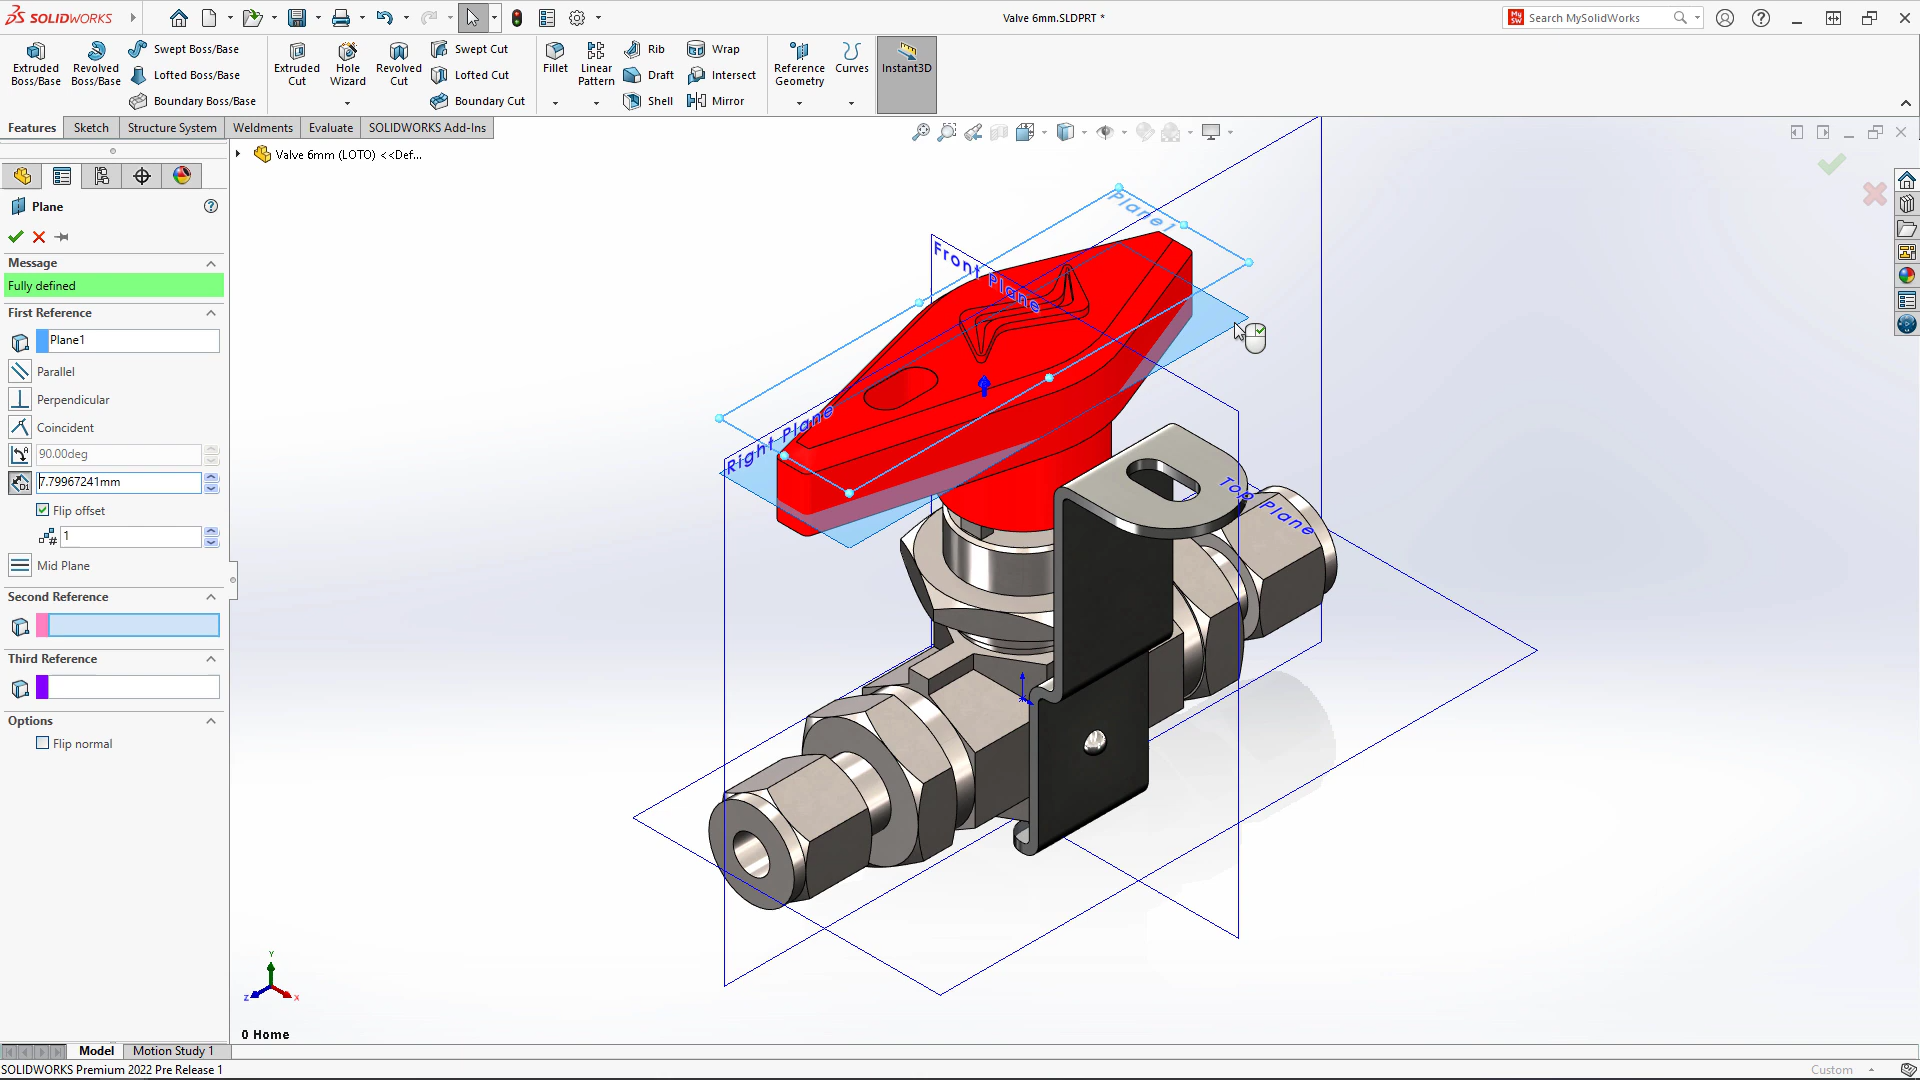 SOLIDWORKS
Valve 6mm.SLDPRT *
Search MySolidWorks
Extruded Boss/Base
Revolved Boss/Base
Swept Boss/Base
Lofted Boss/Base
Boundary Boss/Base
Extruded Cut
Hole Wizard
Revolved Cut
Swept Cut
Lofted Cut
Boundary Cut
Fillet
Linear Pattern
Rib
Draft
Shell
Wrap
Intersect
Mirror
Reference Geometry
Curves
Instant3D
Features
Sketch
Structure System
Weldments
Evaluate
SOLIDWORKS Add-Ins
Valve 6mm (LOTO) <<Def...
Plane
Message
Fully defined
First Reference
Plane1
Parallel
Perpendicular
Coincident
90.00deg
7.79967241mm
Flip offset
# 1
Mid Plane
Second Reference
Third Reference
Options
Flip normal
Plane1
Front Plane
Right Plane
Top Plane
Y
Z
X
0 Home
Model
Motion Study 1
SOLIDWORKS Premium 2022 Pre Release 1
Custom